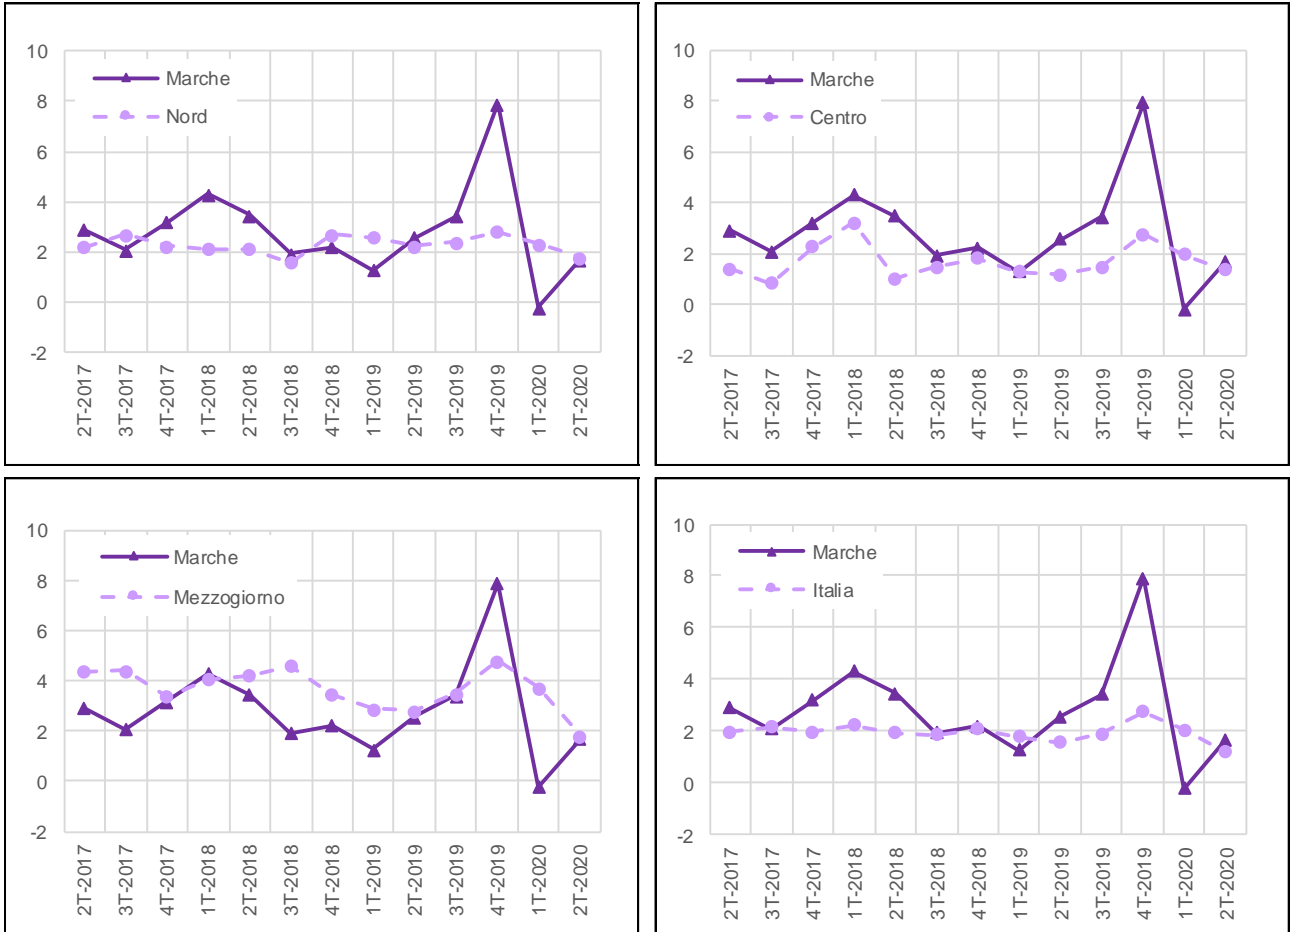 10
8
6
4
2
0
-2
Marche
Nord
2T-2017
3T-2017
4T-2017
1T-2018
2T-2018
3T-2018
4T-2018
1T-2019
2T-2019
3T-2019
4T-2019
1T-2020
2T-2020
10
8
6
4
2
0
-2
Marche
Centro
2T-2017
3T-2017
4T-2017
1T-2018
2T-2018
3T-2018
4T-2018
1T-2019
2T-2019
3T-2019
4T-2019
1T-2020
2T-2020
10
8
6
4
2
0
-2
Marche
Mezzogiorno
2T-2017
3T-2017
4T-2017
1T-2018
2T-2018
3T-2018
4T-2018
1T-2019
2T-2019
3T-2019
4T-2019
1T-2020
2T-2020
10
8
6
4
2
0
-2
Marche
Italia
2T-2017
3T-2017
4T-2017
1T-2018
2T-2018
3T-2018
4T-2018
1T-2019
2T-2019
3T-2019
4T-2019
1T-2020
2T-2020